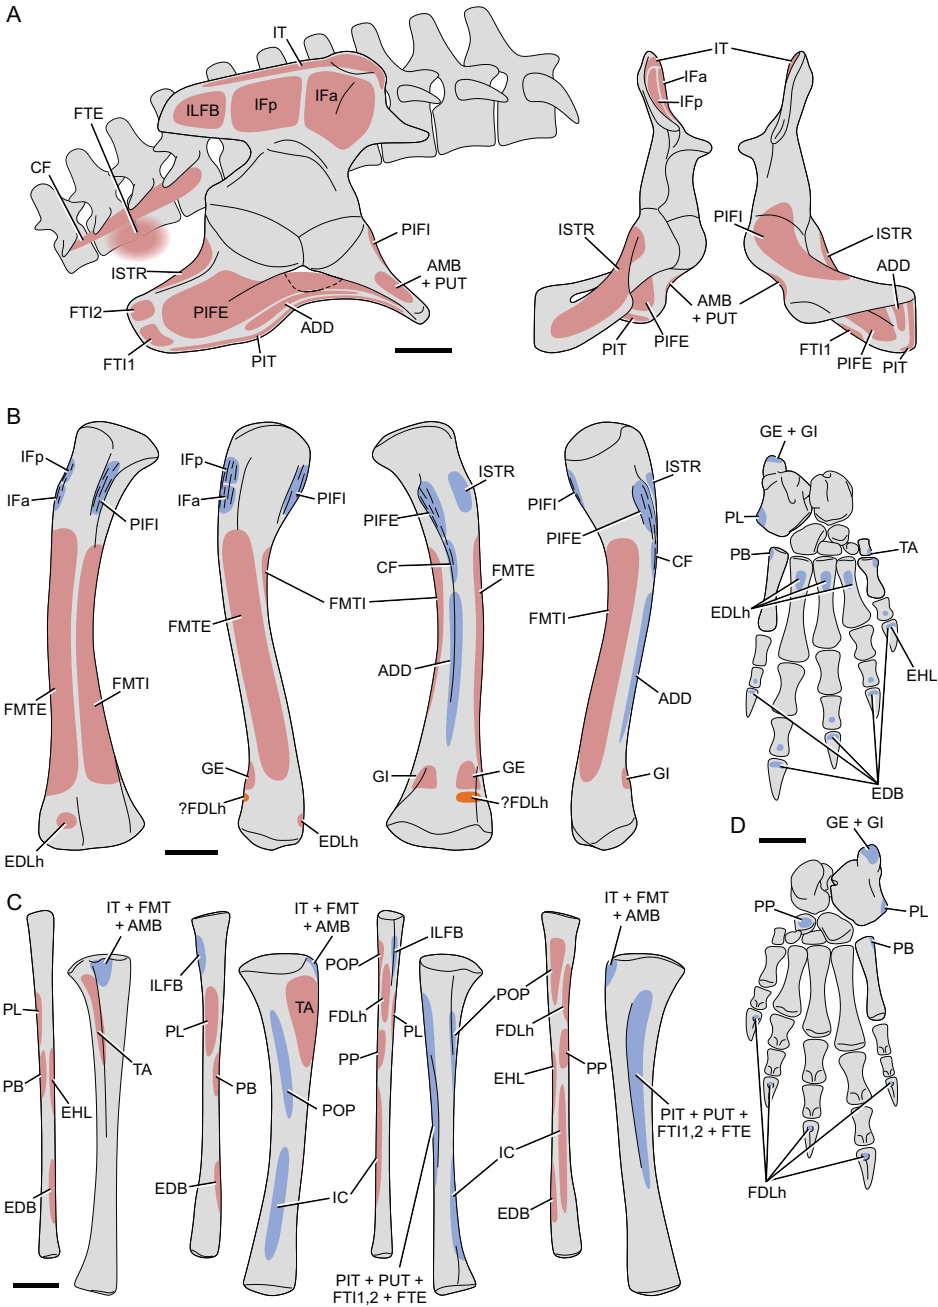 A
IT
IT
ILFB
IFp
IFa
IFa
IFp
FTE
CF
PIFI
ISTR
ISTR
PIFI
ISTR
AMB
+ PUT
ADD
FTI2
PIFE
ADD
AMB
+ PUT
FTI1
PIT
PIT
PIFE
FTI1
PIFE
PIT
B
IFp
IFa
PIFI
IFp
IFa
PIFI
ISTR
PIFE
CF
PIFI
ISTR
PIFE
CF
GE + GI
PL
PB
TA
EDLh
EHL
EDB
FMTE
FMTI
FMTE
FMTI
FMTE
ADD
FMTI
ADD
GE
?FDLh
EDLh
EDLh
GI
GE
?FDLh
GI
C
IT + FMT
+ AMB
IT + FMT
+ AMB
IT + FMT
+ AMB
PL
PB
EHL
TA
EDB
ILFB
PL
PB
EDB
TA
POP
IC
POP
FDLh
PP
ILFB
PL
POP
FDLh
PP
EHL
IC
EDB
PIT + PUT +
FTI1,2 + FTE
PIT + PUT +
FTI1,2 + FTE
D
GE + GI
PP
PL
PB
FDLh